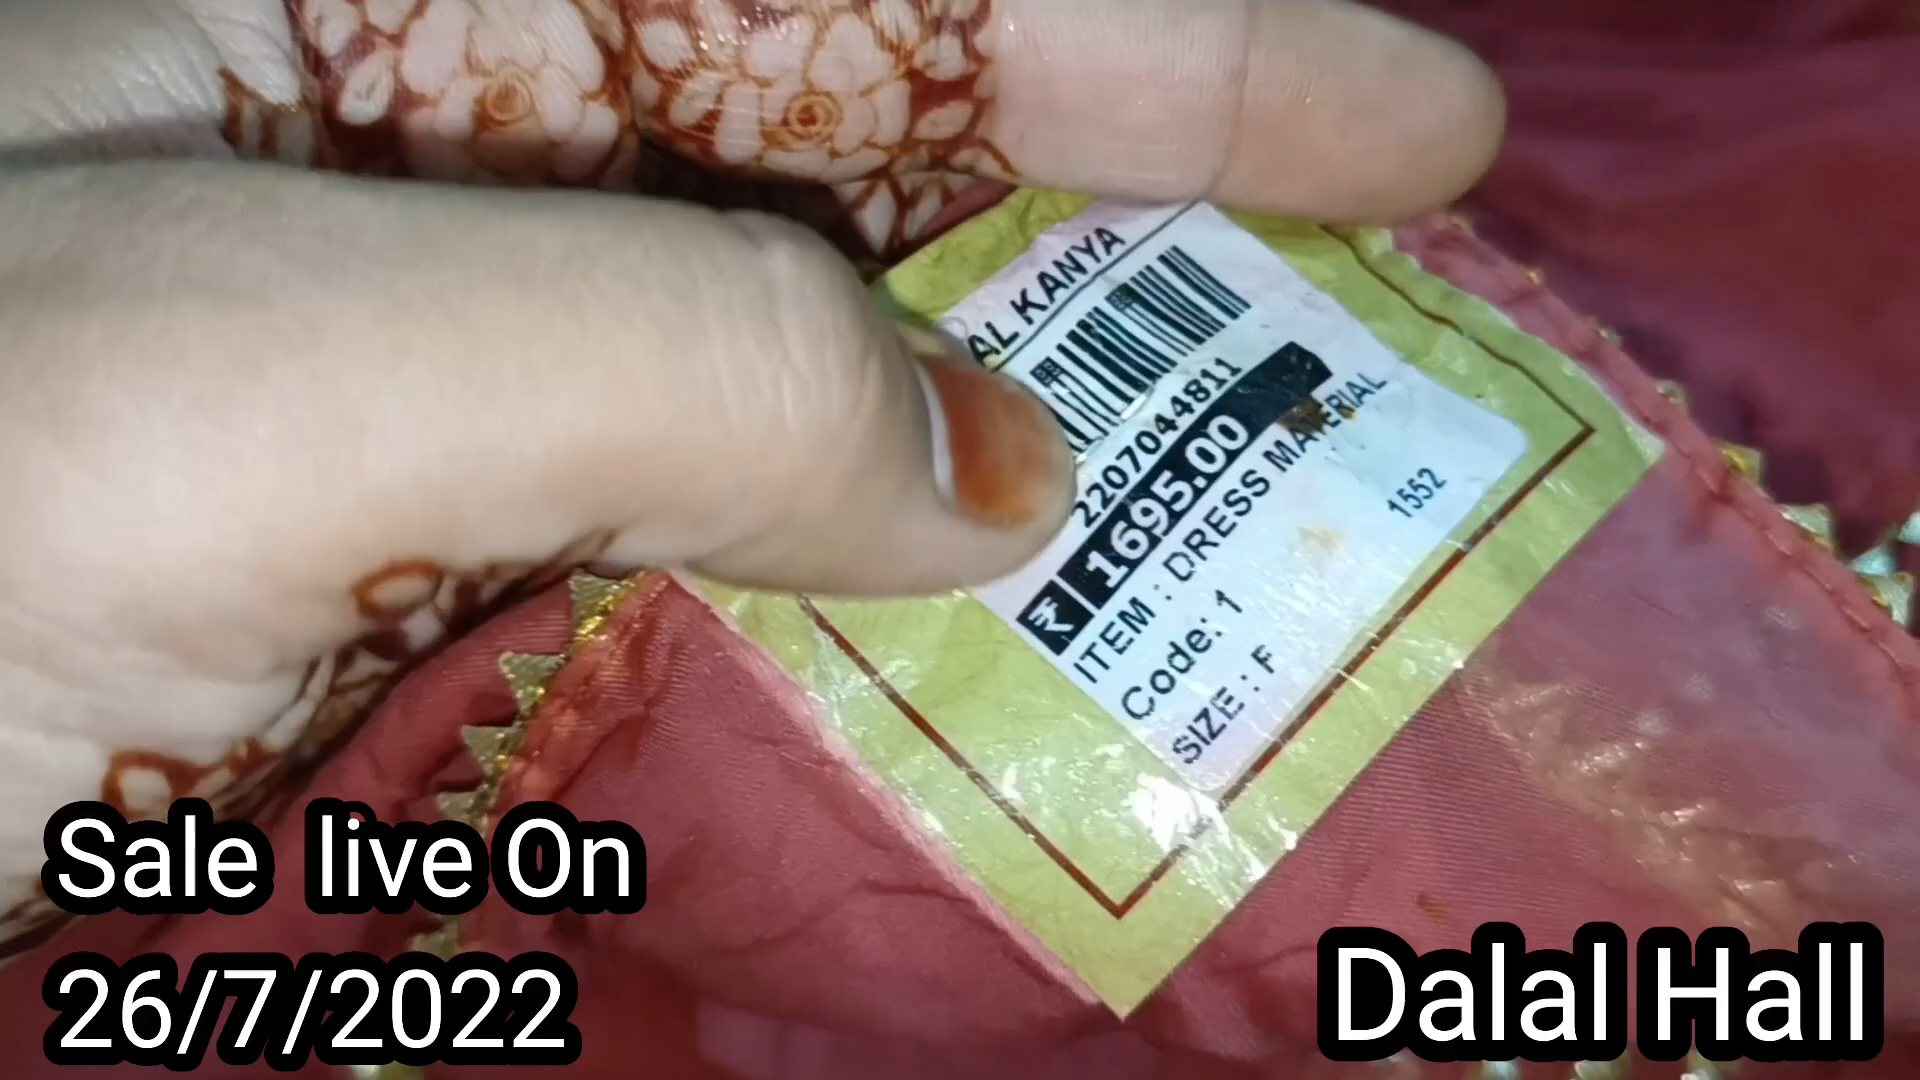 AL KANYA
2207044811
₹ 1695.00
ITEM : DRESS MATERIAL
1552
Code: 1
SIZE : F
Sale live On
26/7/2022
Dalal Hall